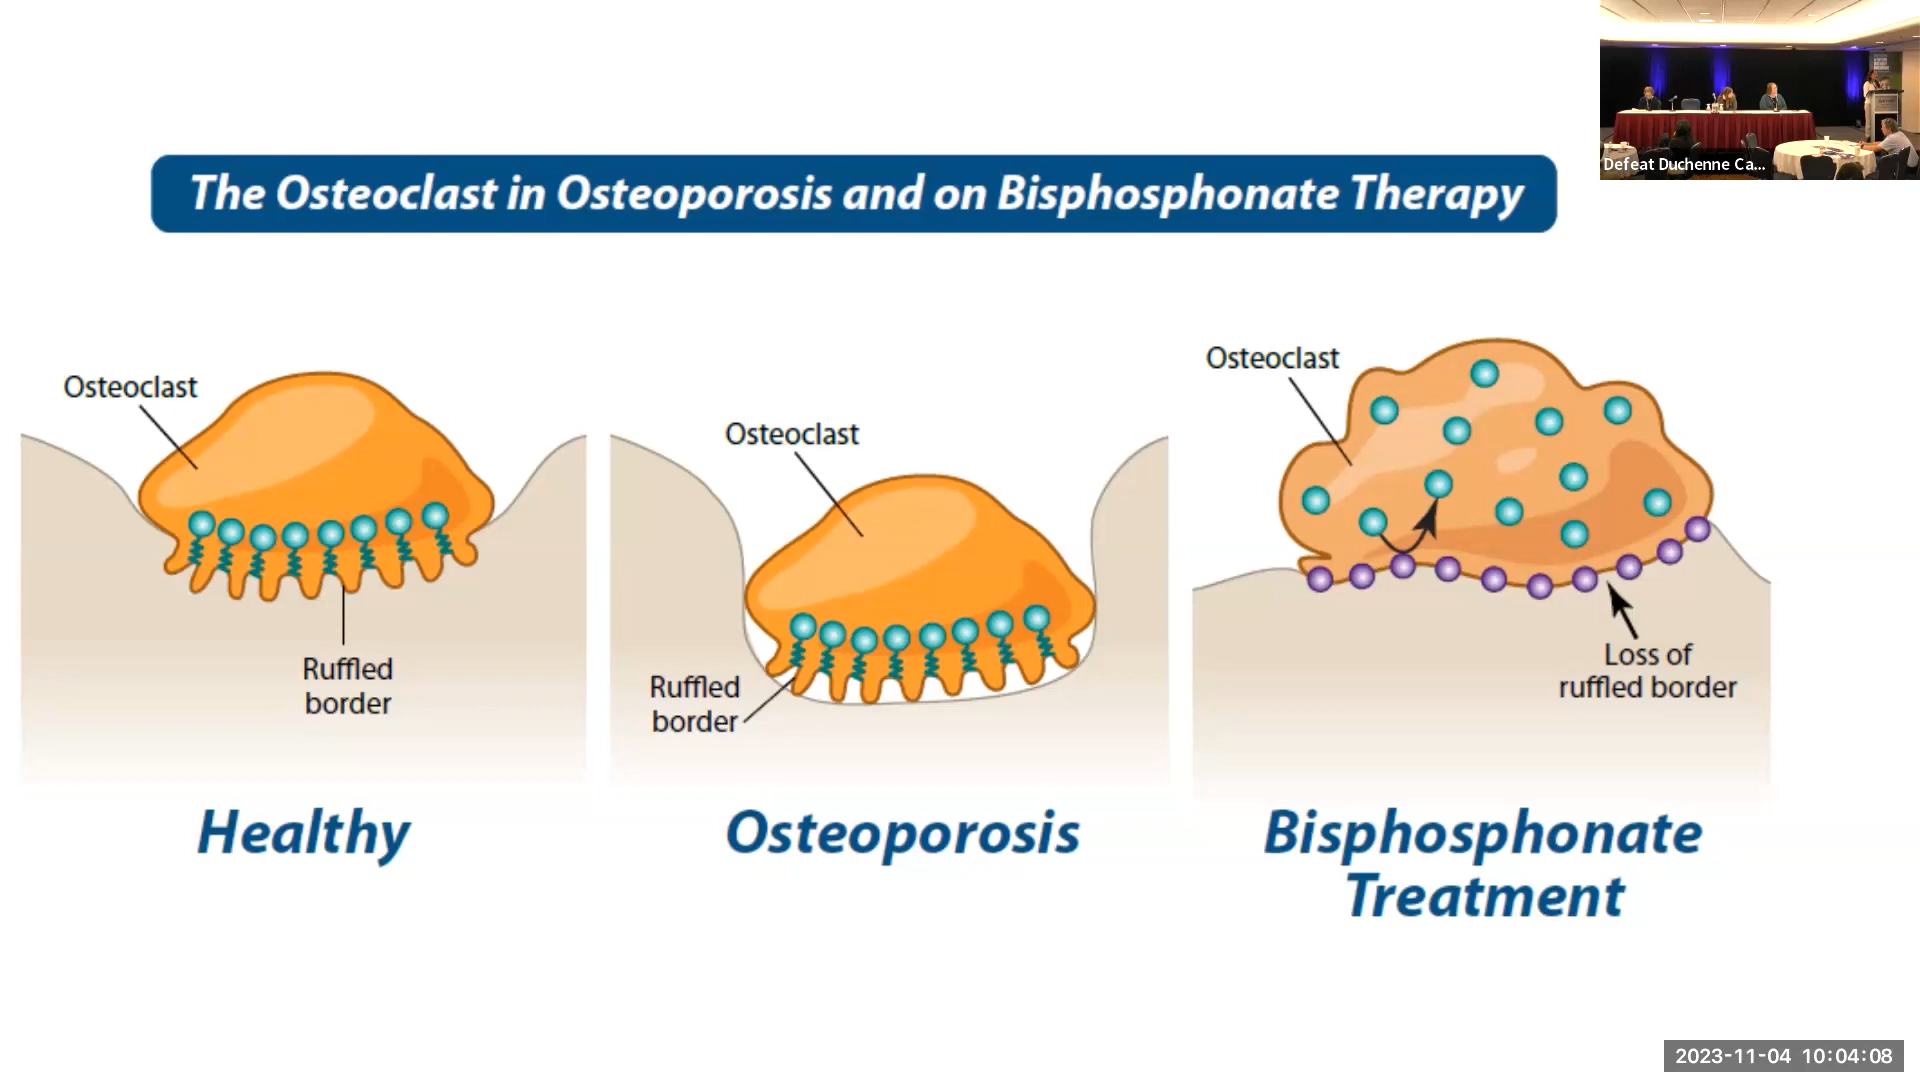 Defeat Duchenne Ca...
The Osteoclast in Osteoporosis and on Bisphosphonate Therapy
Osteoclast
Ruffled
border
Healthy
Osteoclast
Ruffled
border
Osteoporosis
Osteoclast
Loss of
ruffled border
Bisphosphonate
Treatment
2023-11-04 10:04:08